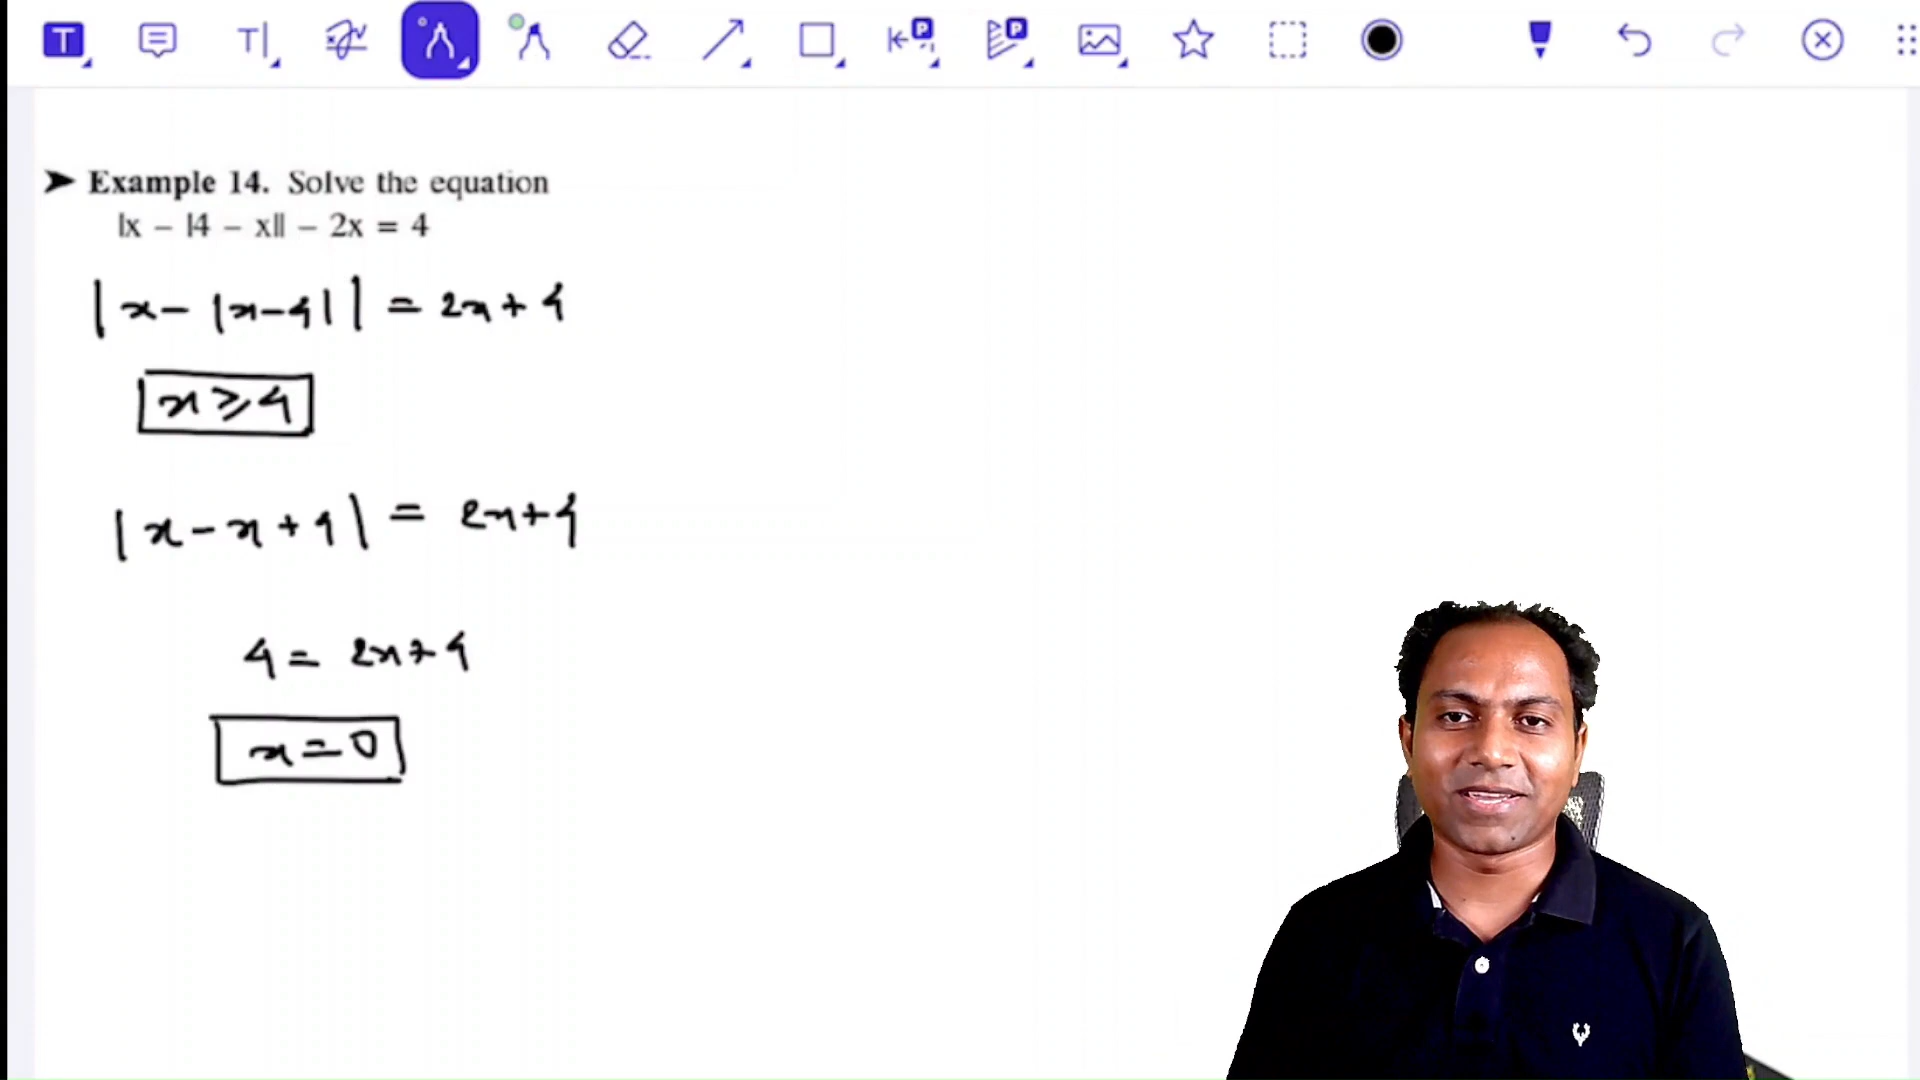 ➤ Example 14. Solve the equation
|x – |4 – x|| – 2x = 4
|x - |x-4|| = 2x + 4
x ≥ 4
|x - x + 4| = 2x+4
4 = 2x+4
x = 0